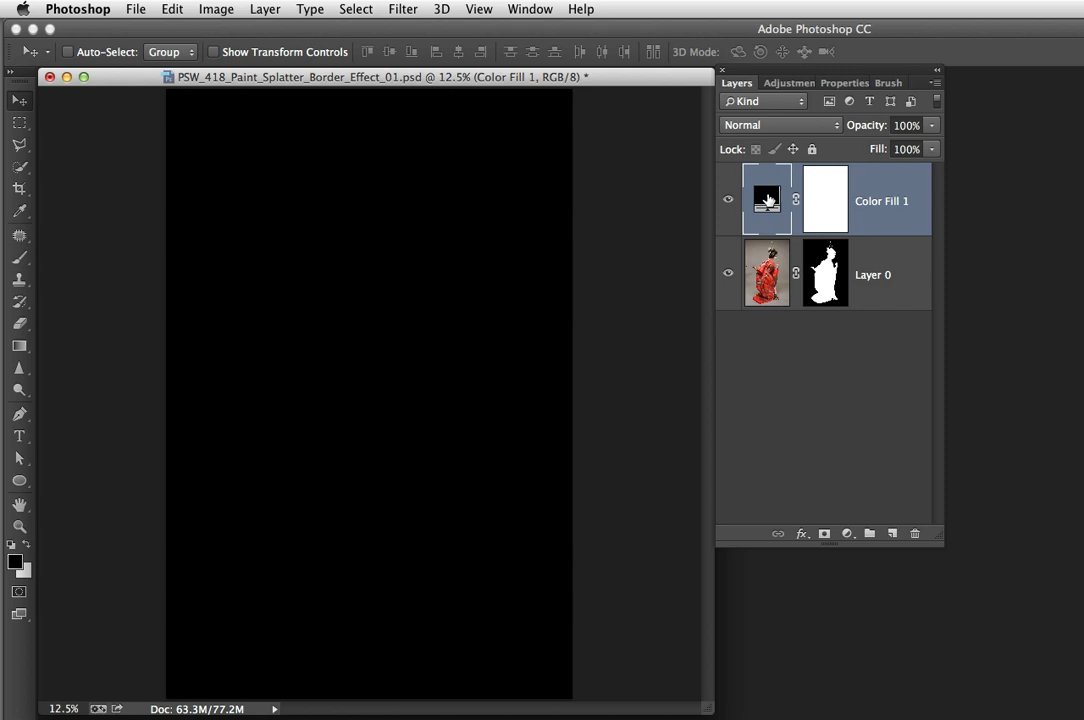 Photoshop File Edit Image Layer Type Select Filter 3D View Window Help
Adobe Photoshop CC
Auto-Select: Group Show Transform Controls 3D Mode:
PSW_418_Paint_Splatter_Border_Effect_01.psd @ 12.5% (Color Fill 1, RGB/8) *
Layers Adjustmen Properties Brush
Kind
Normal Opacity: 100%
Lock: Fill: 100%
Color Fill 1
Layer 0
fx
12.5% Doc: 63.3M/77.2M